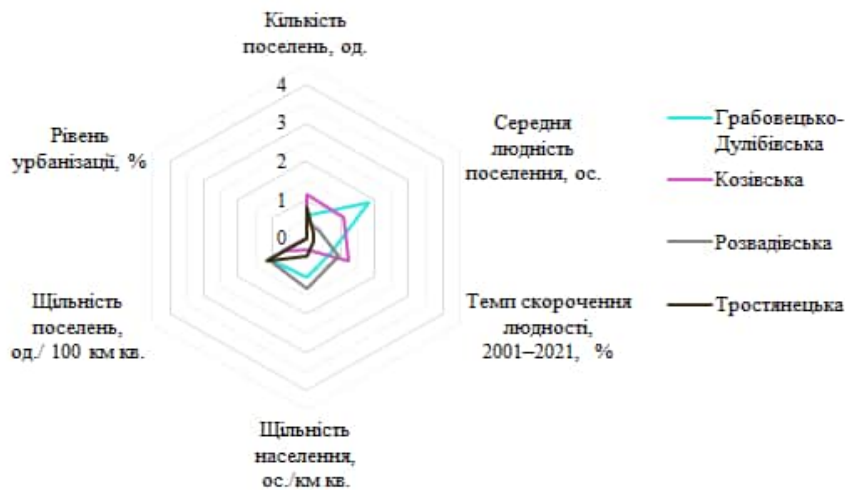 Кількість
поселень, од.
4
3
2
1
0
Середня
людність
поселення, ос.
Темп скорочення
людності,
2001–2021, %
Щільність
населення,
ос./км кв.
Щільність
поселень,
од./ 100 км кв.
Рівень
урбанізації, %
Грабовецько-
Дулібівська
Козівська
Розвадівська
Тростянецька